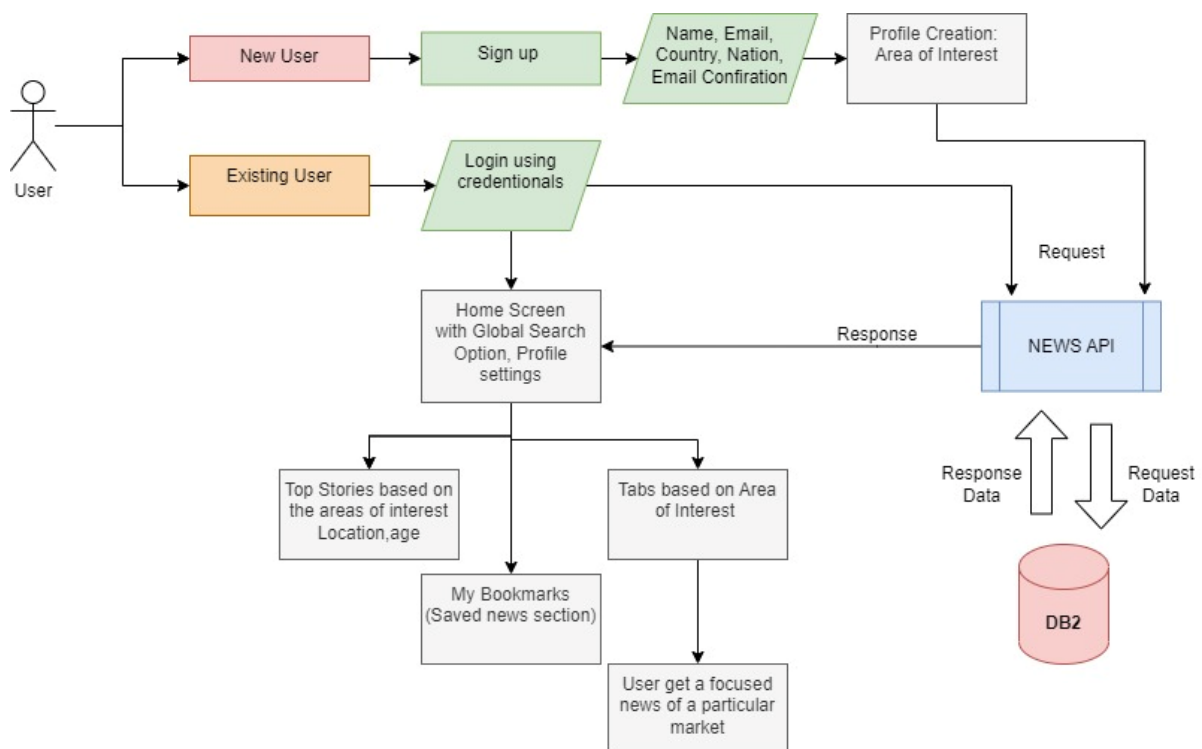 New User
Sign up
Name, Email,
Country, Nation,
Email Confiration
Profile Creation:
Area of Interest
User
Existing User
Login using
credentionals
Request
Home Screen
with Global Search
Option, Profile
settings
Response
NEWS API
Top Stories based on
the areas of interest
Location,age
Tabs based on Area
of Interest
Response
Data
Request
Data
My Bookmarks
(Saved news section)
DB2
User get a focused
news of a particular
market